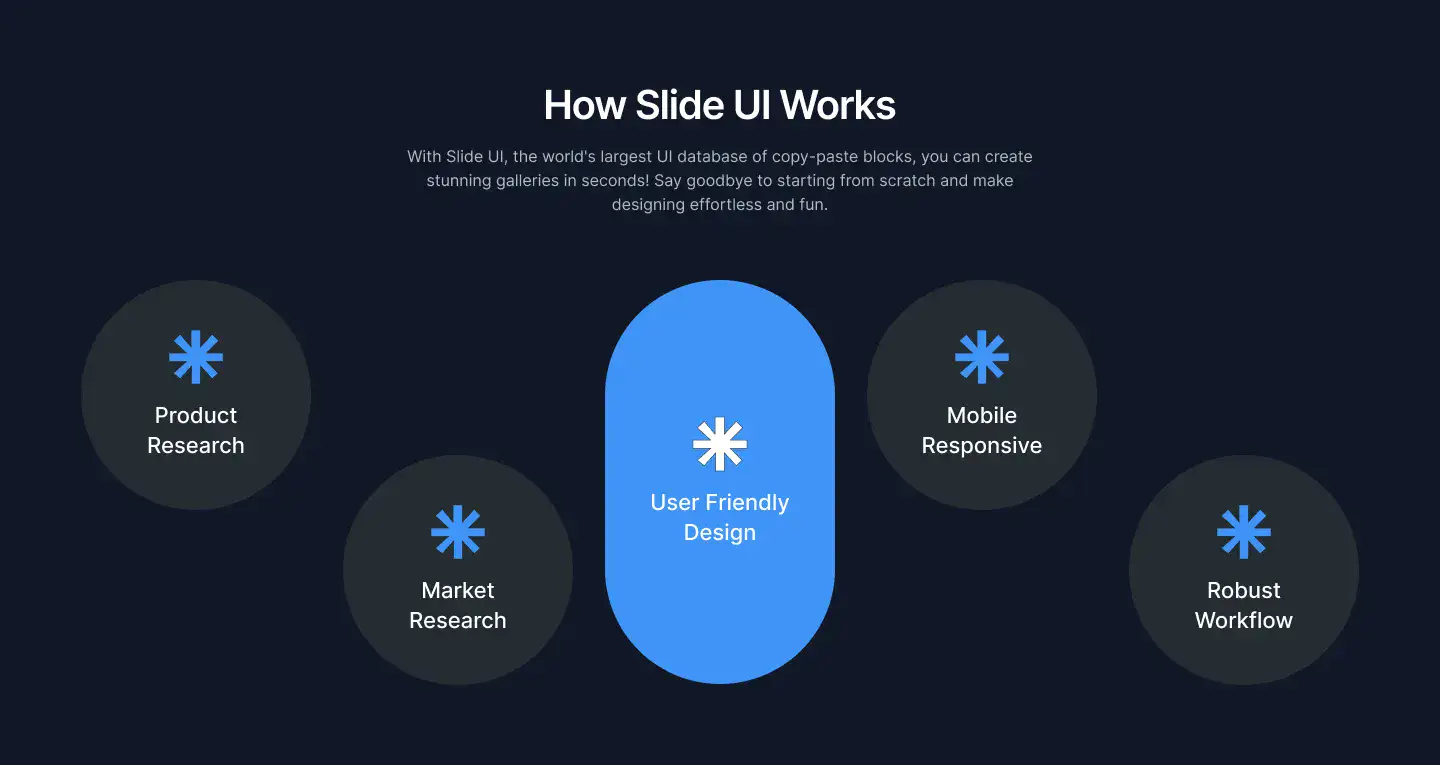 How Slide UI Works
With Slide UI, the world's largest UI database of copy-paste blocks, you can create
stunning galleries in seconds! Say goodbye to starting from scratch and make
designing effortless and fun.
Product
Research
Market
Research
User Friendly
Design
Mobile
Responsive
Robust
Workflow